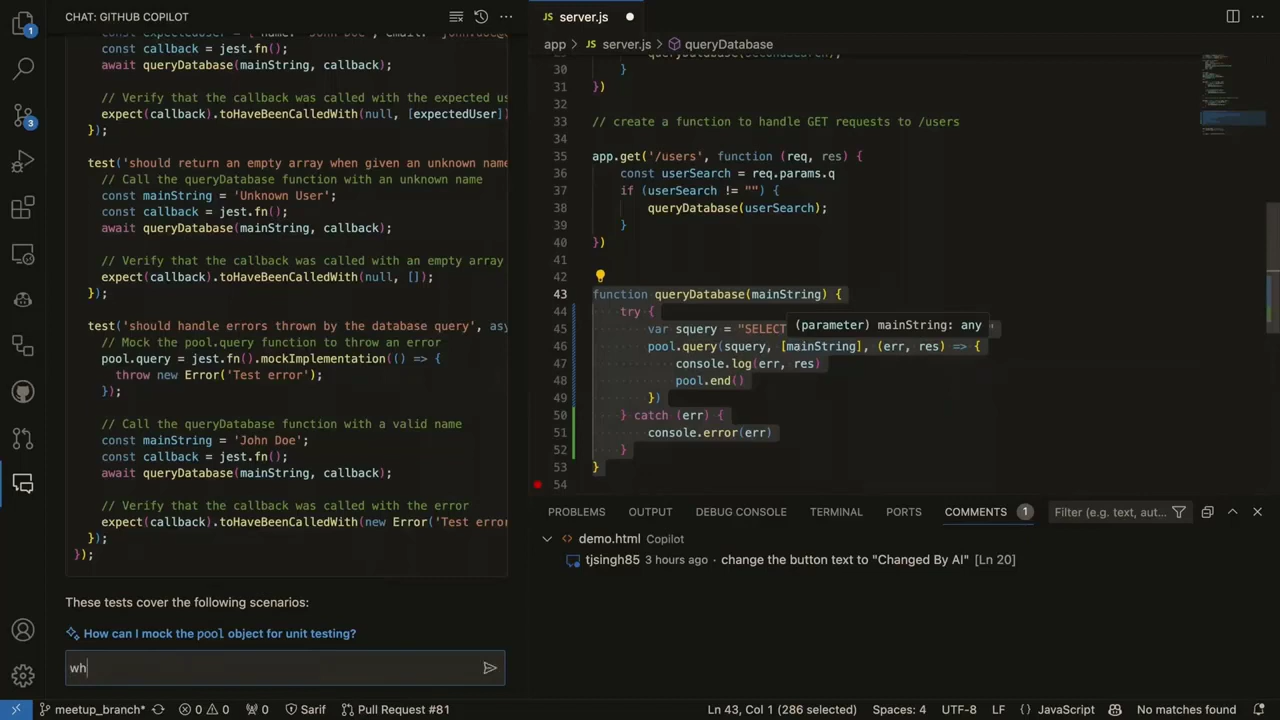 CHAT: GITHUB COPILOT
const callback = jest.fn();
await queryDatabase(mainString, callback);
// Verify that the callback was called with the expected us
expect(callback).toHaveBeenCalledWith(null, [expectedUser])
});
test('should return an empty array when given an unknown name
// Call the queryDatabase function with an unknown name
const mainString = 'Unknown User';
const callback = jest.fn();
await queryDatabase(mainString, callback);
// Verify that the callback was called with an empty array
expect(callback).toHaveBeenCalledWith(null, []);
});
test('should handle errors thrown by the database query', asy
// Mock the pool.query function to throw an error
pool.query = jest.fn().mockImplementation(() => {
throw new Error('Test error');
});
// Call the queryDatabase function with a valid name
const mainString = 'John Doe';
const callback = jest.fn();
await queryDatabase(mainString, callback);
// Verify that the callback was called with the error
expect(callback).toHaveBeenCalledWith(new Error('Test error
});
});
These tests cover the following scenarios:
How can I mock the pool object for unit testing?
wh
1
3
JS server.js
app > JS server.js > queryDatabase
30 }
31 })
32
33 // create a function to handle GET requests to /users
34
35 app.get('/users', function (req, res) {
36 const userSearch = req.params.q
37 if (userSearch != "") {
38 queryDatabase(userSearch);
39 }
40 })
41
42
43 function queryDatabase(mainString) {
44 try {
45 var squery = "SELECT "
(parameter) mainString: any
46 pool.query(squery, [mainString], (err, res) => {
47 console.log(err, res)
48 pool.end()
49 })
50 } catch (err) {
51 console.error(err)
52 }
53 }
54
PROBLEMS OUTPUT DEBUG CONSOLE TERMINAL PORTS COMMENTS 1 Filter (e.g. text, aut...
demo.html Copilot
tjsingh85 3 hours ago · change the button text to "Changed By AI" [Ln 20]
meetup_branch* 0 0 0 Sarif Pull Request #81 Ln 43, Col 1 (286 selected) Spaces: 4 UTF-8 LF {} JavaScript No matches found